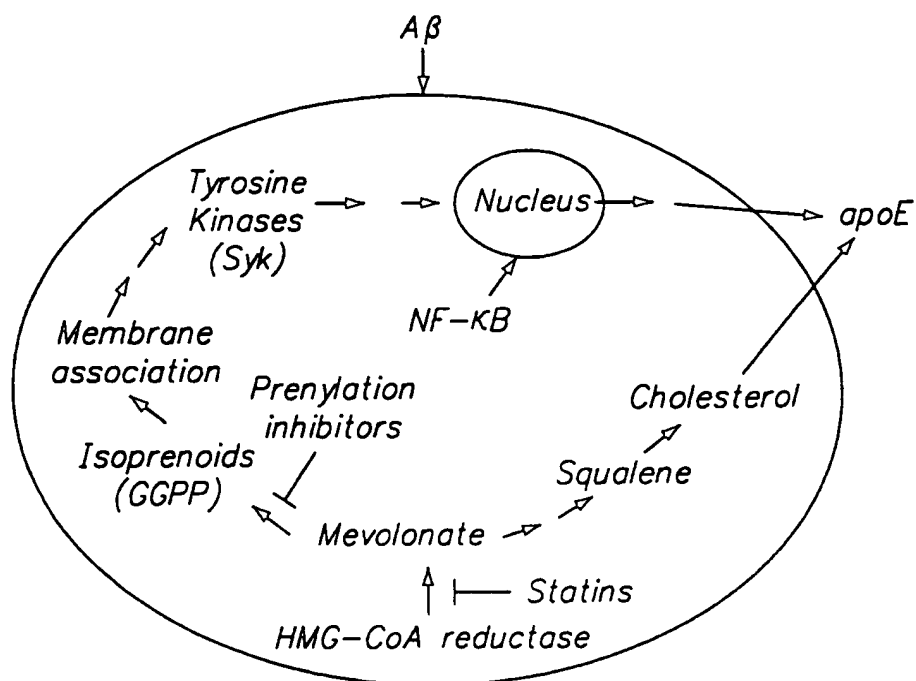 Aβ
Tyrosine
Kinases
(Syk)
Nucleus
apoE
NF-κB
Membrane
association
Prenylation
inhibitors
Cholesterol
Isoprenoids
(GGPP)
Squalene
Mevolonate
Statins
HMG-CoA reductase